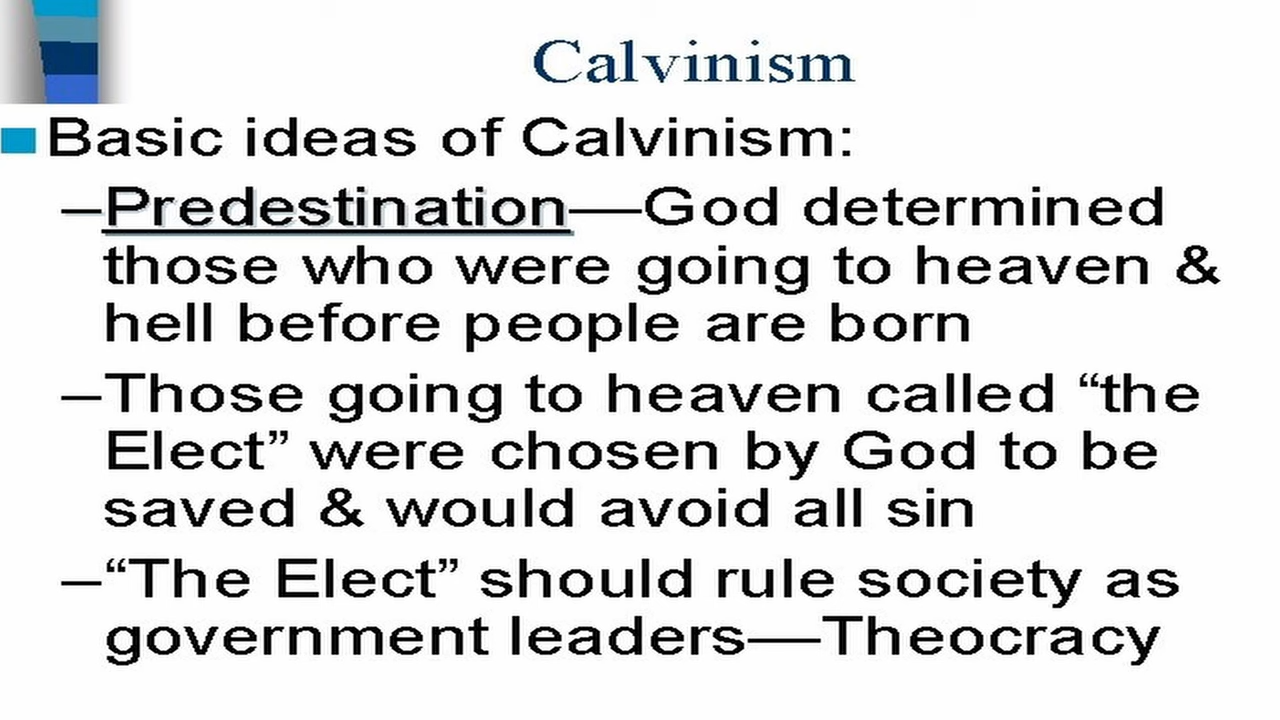 Calvinism
Basic ideas of Calvinism:
–Predestination—God determined
those who were going to heaven &
hell before people are born
–Those going to heaven called “the
Elect” were chosen by God to be
saved & would avoid all sin
–“The Elect” should rule society as
government leaders—Theocracy